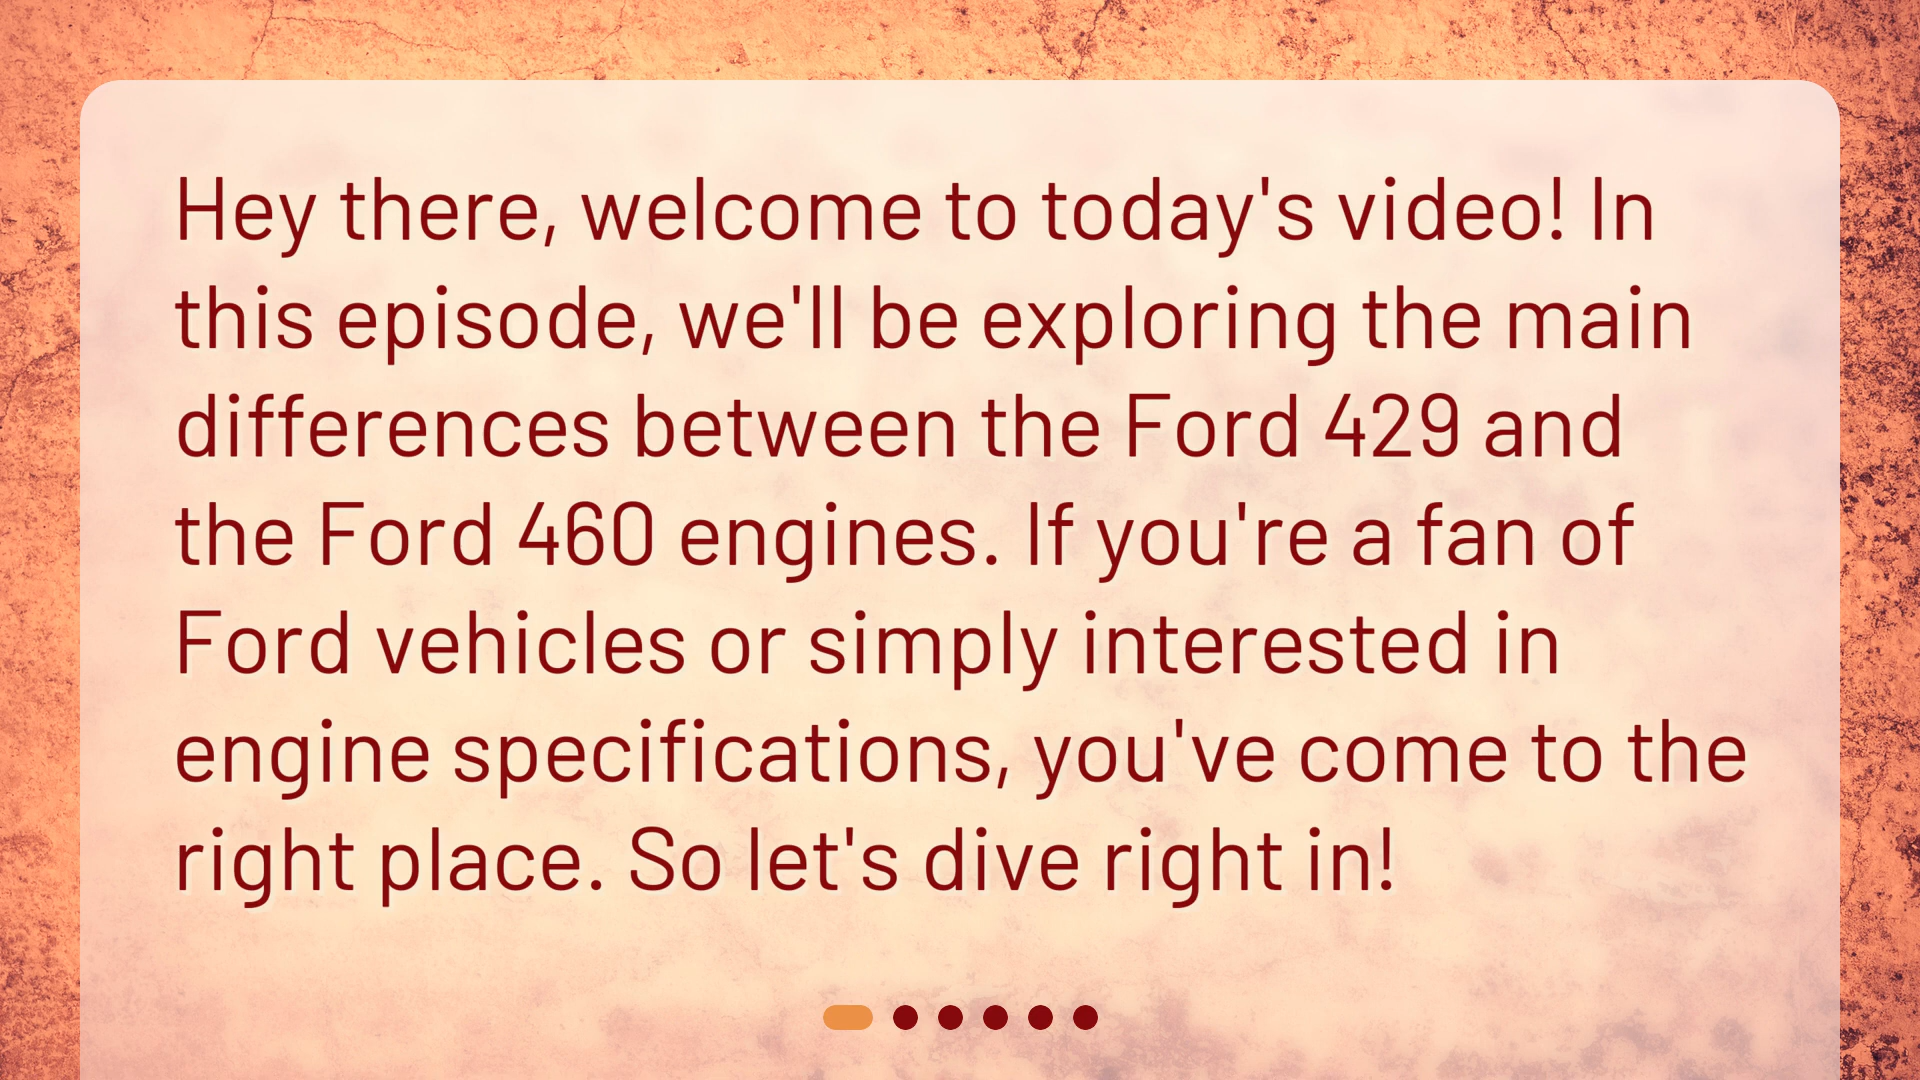 Hey there, welcome to today's video! In
this episode, we'll be exploring the main
differences between the Ford 429 and
the Ford 460 engines. If you're a fan of
Ford vehicles or simply interested in
engine specifications, you've come to the
right place. So let's dive right in!